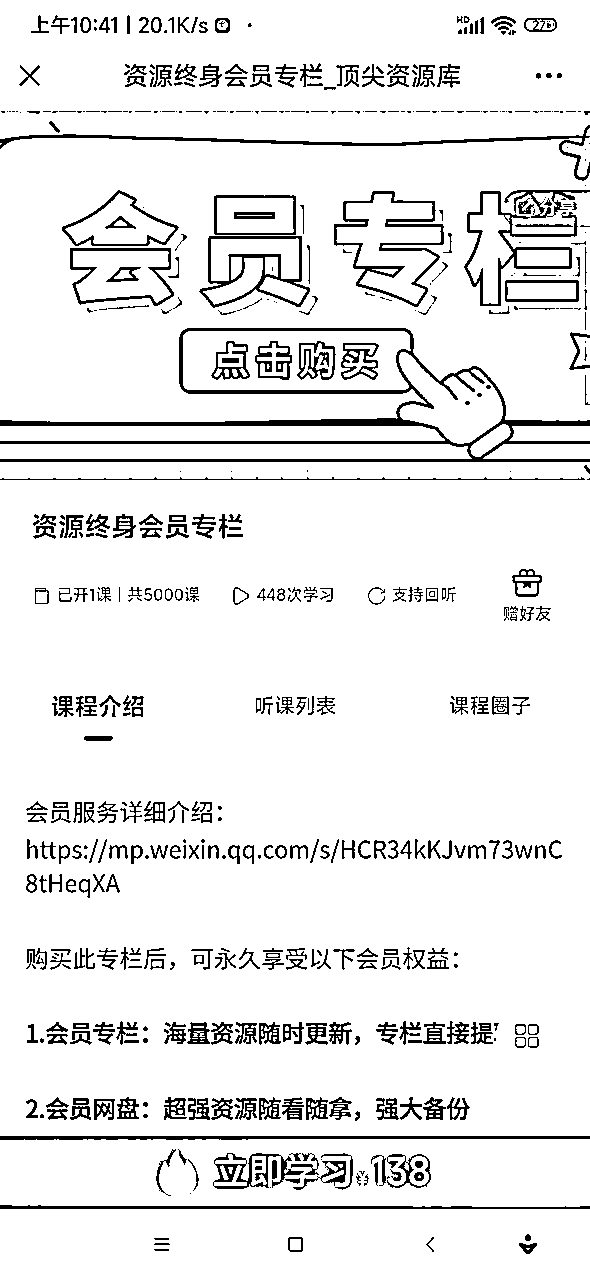 上午10:41 | 20.1K/s
HD 27
资源终身会员专栏_顶尖资源库
会员专栏
分享
点击购买
资源终身会员专栏
已开1课 | 共5000课 448次学习 支持回听
赠好友
课程介绍 听课列表 课程圈子
会员服务详细介绍：
https://mp.weixin.qq.com/s/HCR34kKJvm73wnC
8tHeqXA
购买此专栏后，可永久享受以下会员权益：
1.会员专栏：海量资源随时更新，专栏直接提
2.会员网盘：超强资源随看随拿，强大备份
立即学习 138